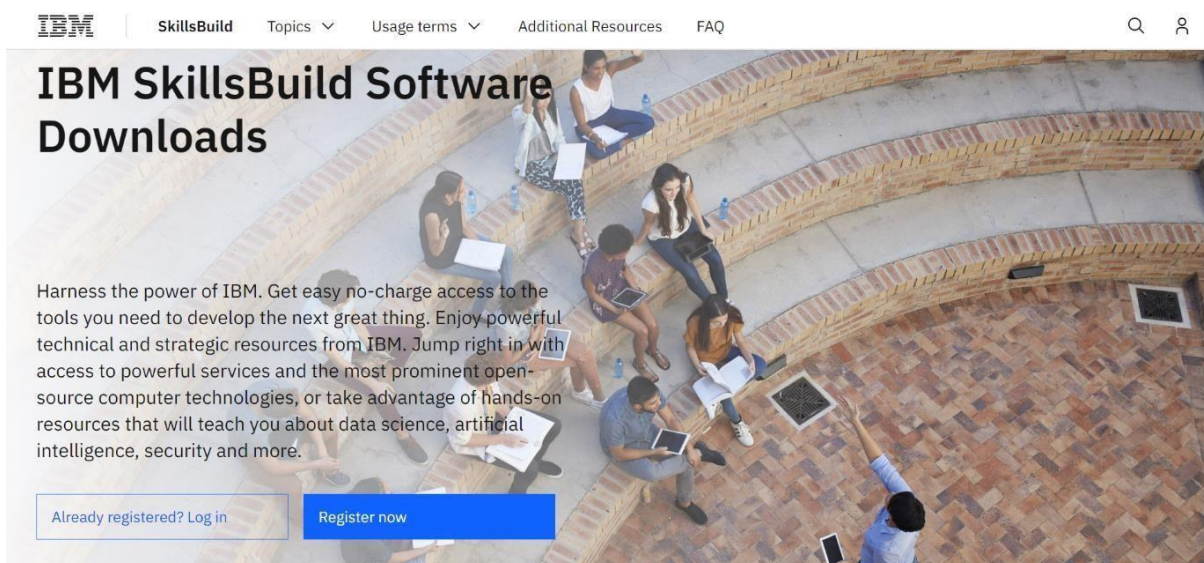 IBM
SkillsBuild
Topics
Usage terms
Additional Resources
FAQ
IBM SkillsBuild Software
Downloads
Harness the power of IBM. Get easy no-charge access to the
tools you need to develop the next great thing. Enjoy powerful
technical and strategic resources from IBM. Jump right in with
access to powerful services and the most prominent open-
source computer technologies, or take advantage of hands-on
resources that will teach you about data science, artificial
intelligence, security and more.
Already registered? Log in
Register now